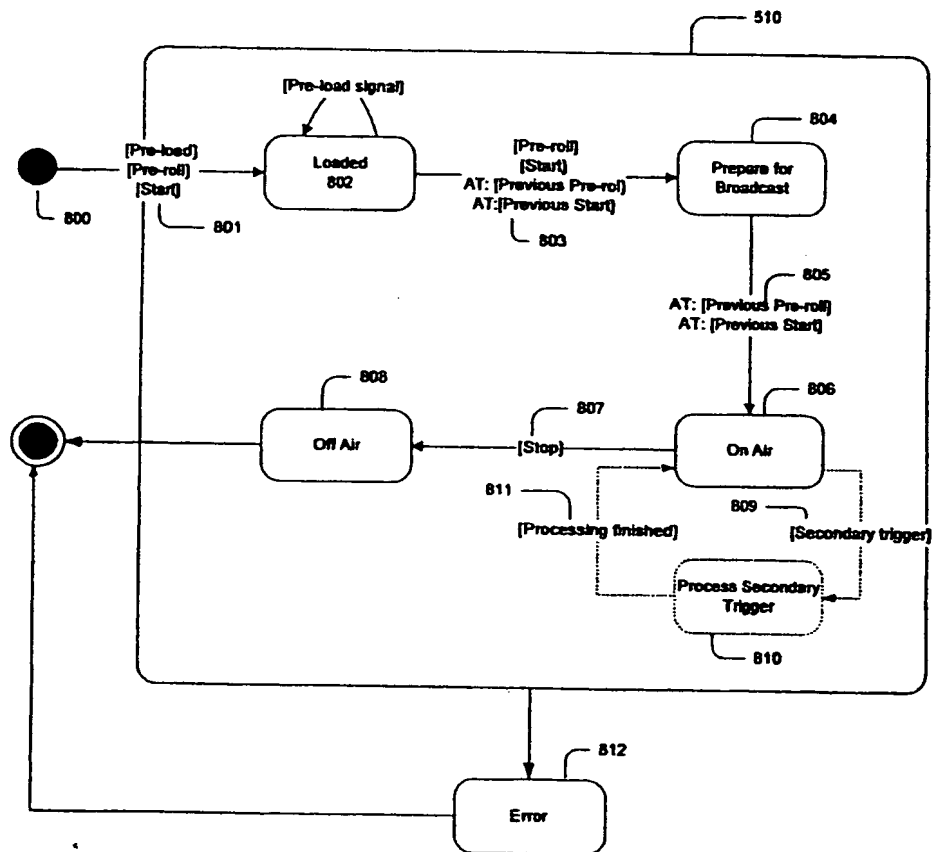 510
[Pre-load signal]
804
[Pre-load]
[Pre-roll]
[Start]
Loaded
802
[Pre-roll]
[Start]
AT: [Previous Pre-rol)
AT:[Previous Start]
Prepare for
Broadcast
800
801
803
805
AT: [Previous Pre-roll]
AT: [Previous Start]
808
807
806
Off Air
[Stop]
On Air
811
809
[Processing finished]
[Secondary trigger]
Process Secondary
Trigger
810
812
Error